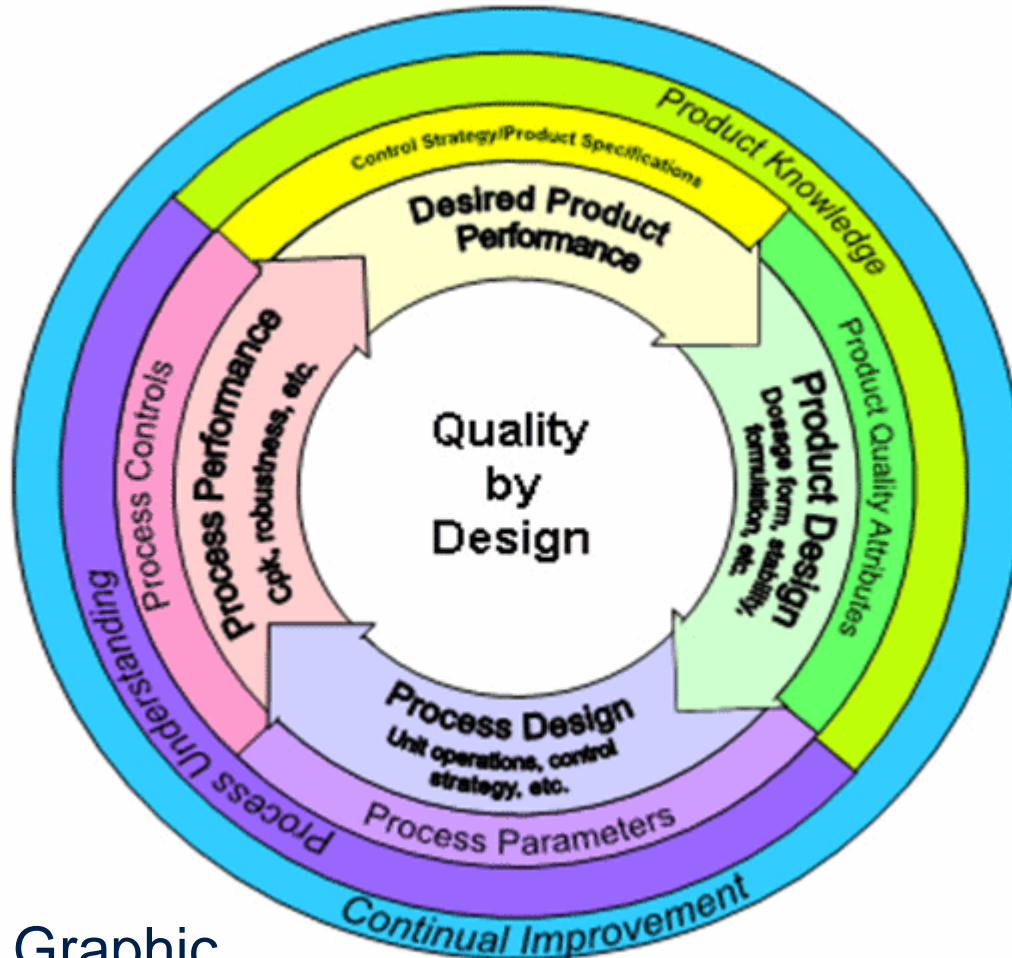 Continual Improvement
Product Knowledge
Process Understanding
Control Strategy/Product Specifications
Product Quality Attributes
Process Parameters
Process Controls
Desired Product
Performance
Product Design
Dosage form, stability,
formulation, etc.
Process Design
Unit operations, control
strategy, etc.
Process Performance
Cpk, robustness, etc.
Quality
by
Design
Graphic